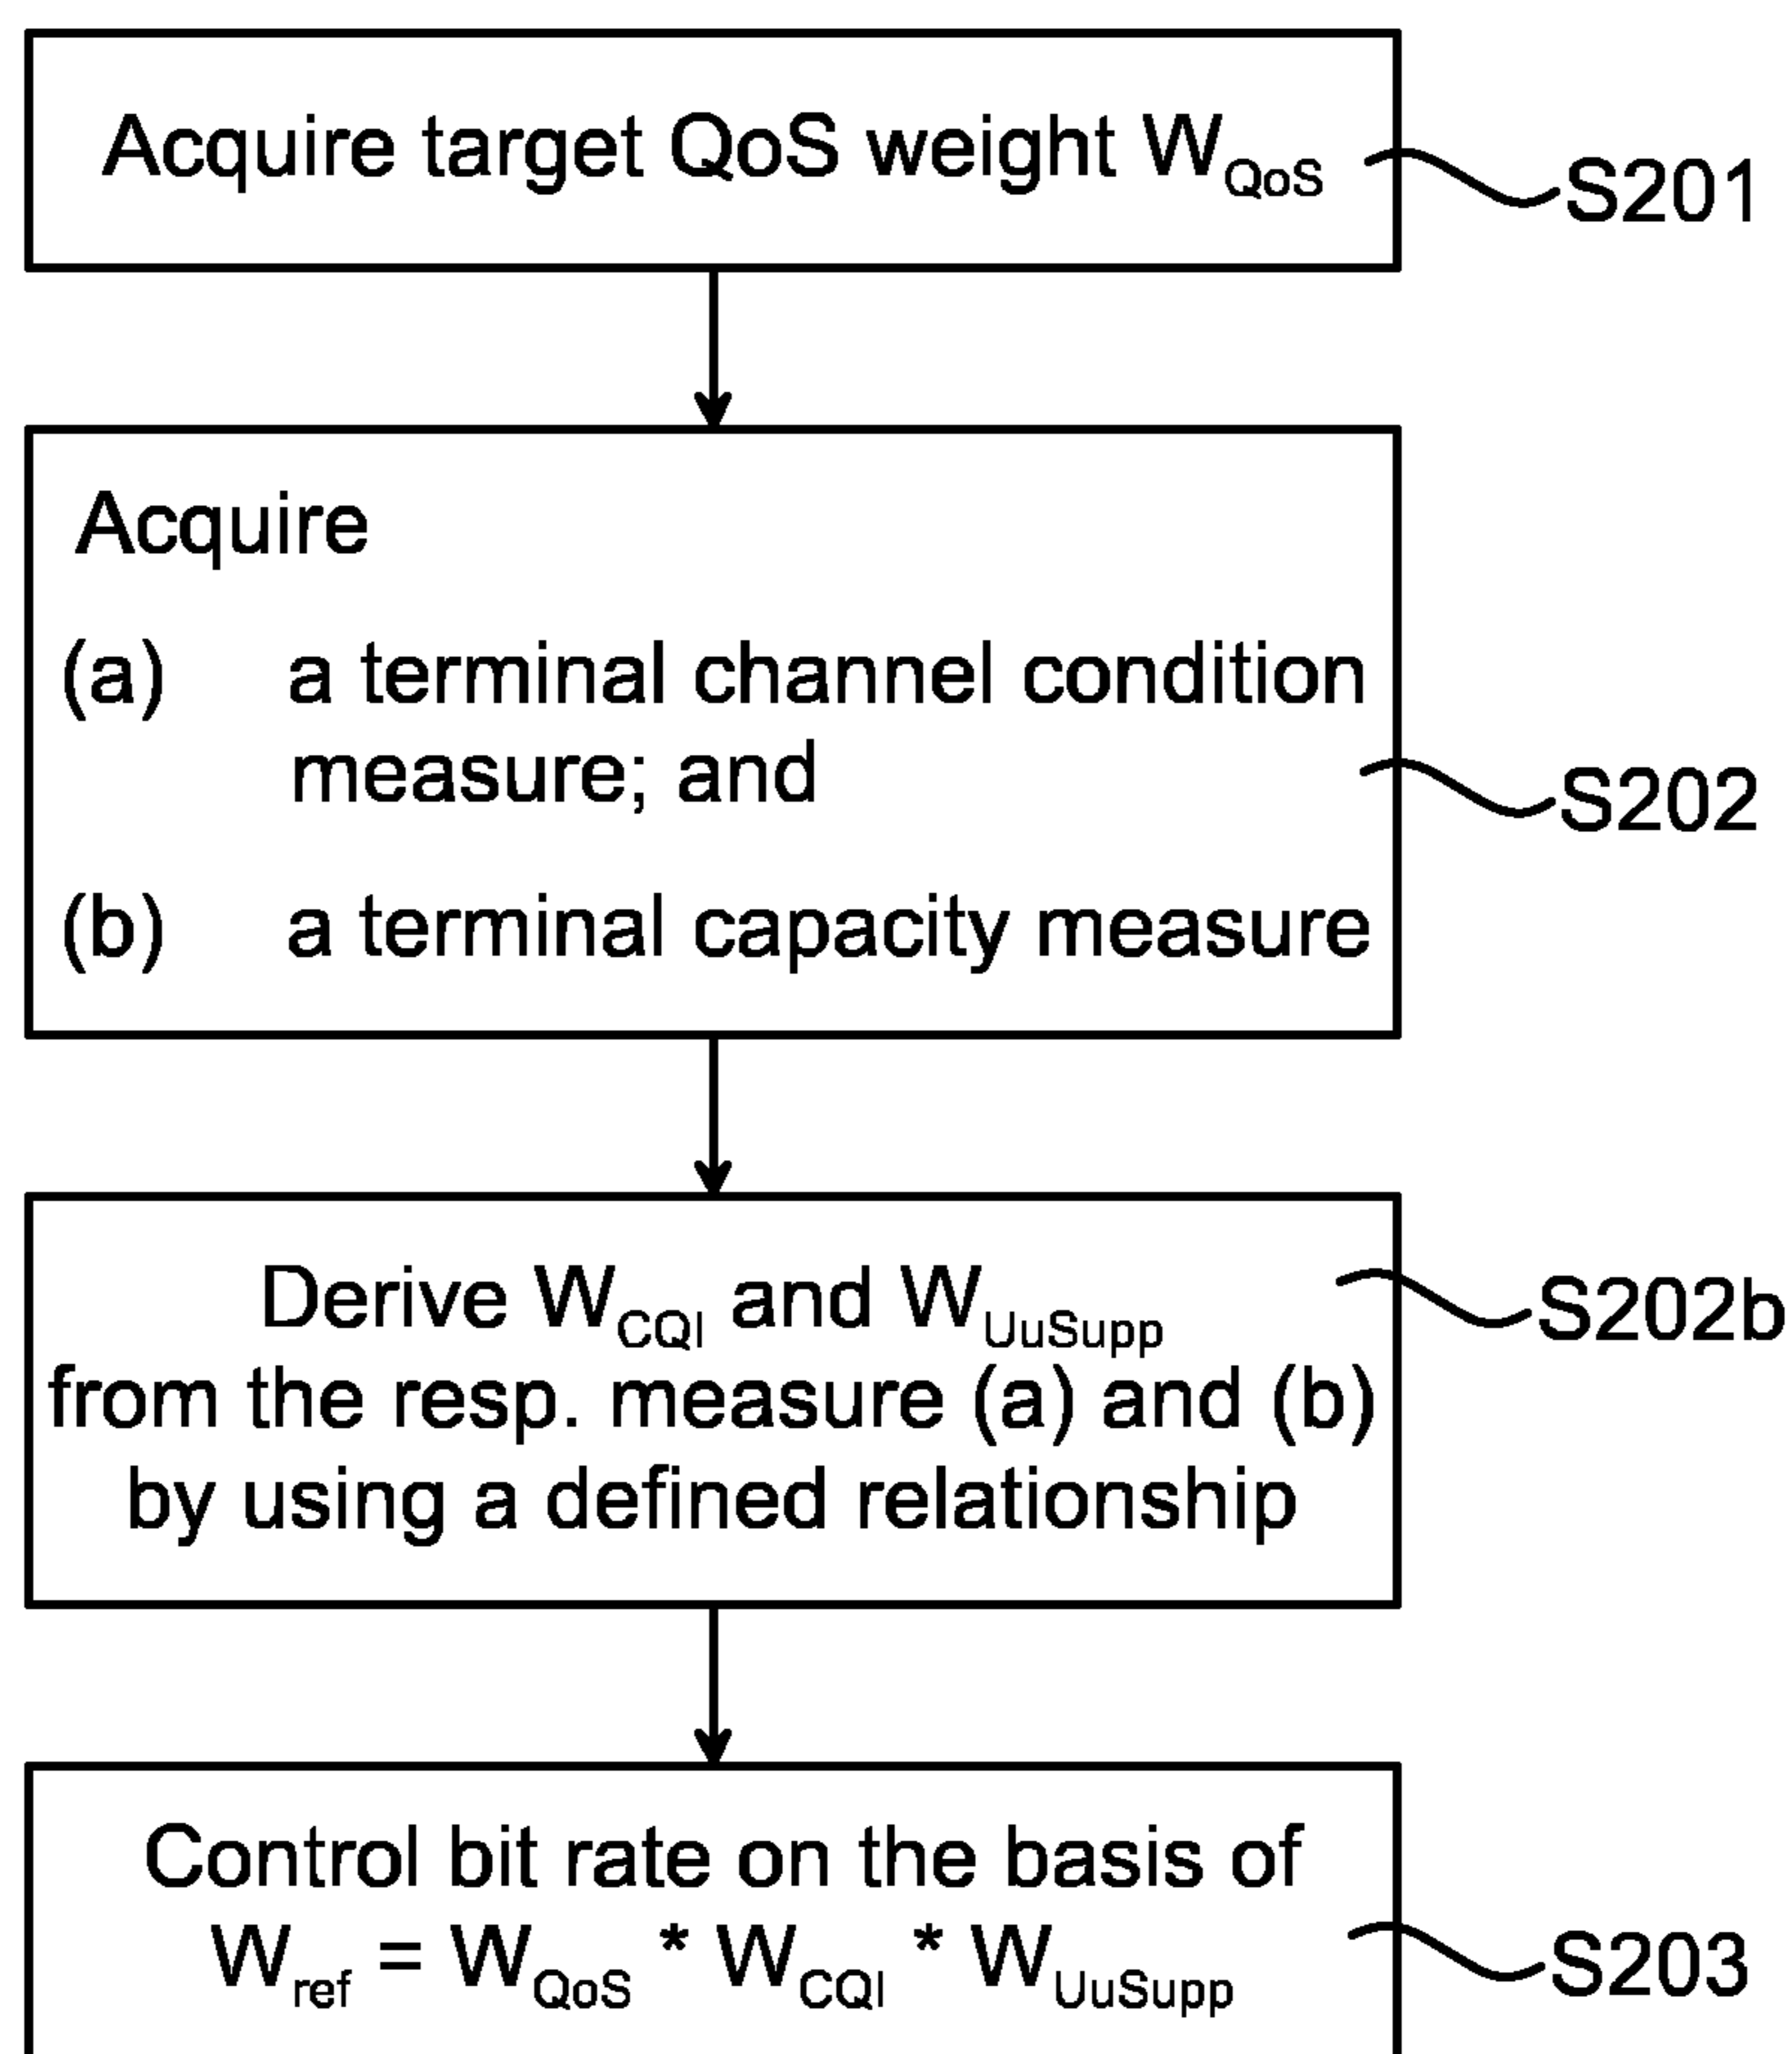 Acquire target QoS weight W_QoS
S201
Acquire
(a) a terminal channel condition
measure; and
S202
(b) a terminal capacity measure
Derive W_CQI and W_UuSupp
S202b
from the resp. measure (a) and (b)
by using a defined relationship
Control bit rate on the basis of
W_ref = W_QoS * W_CQI * W_UuSupp
S203